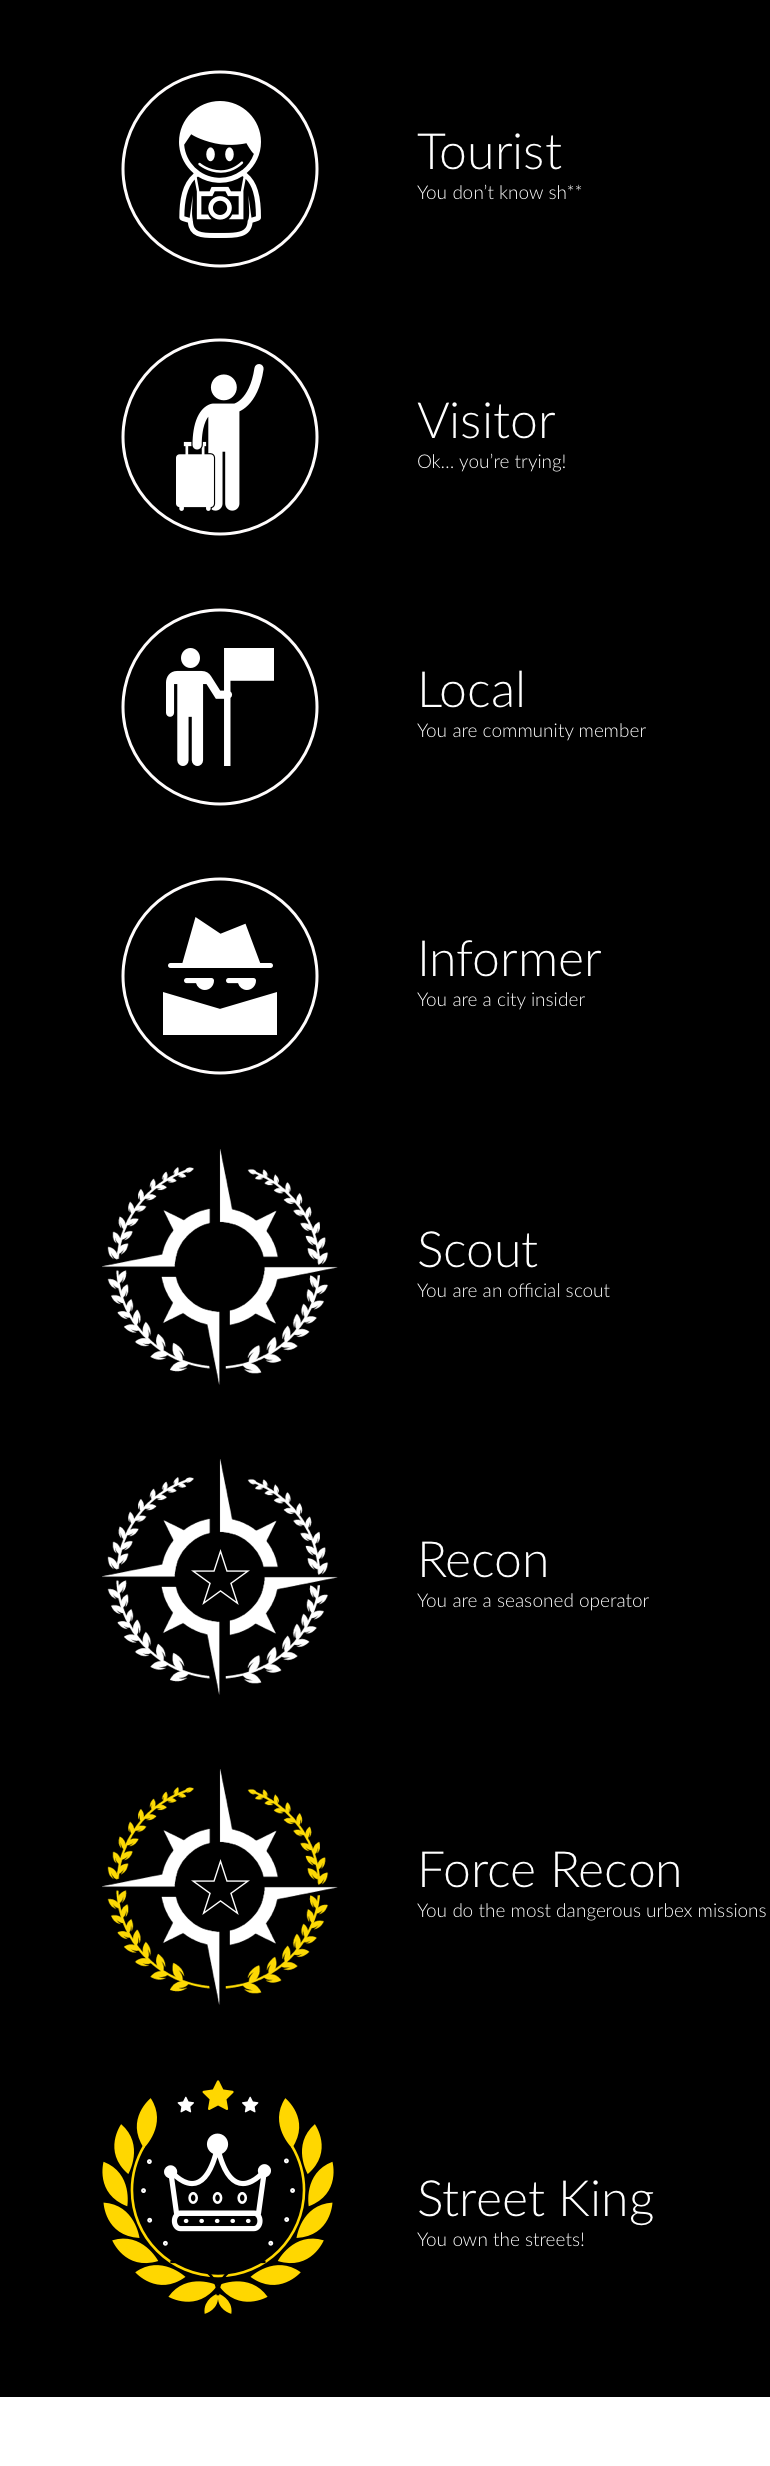 Tourist
You don't know sh**
Visitor
Ok... you're trying!
Local
You are community member
Informer
You are a city insider
Scout
You are an official scout
Recon
You are a seasoned operator
Force Recon
You do the most dangerous urbex missions
Street King
You own the streets!